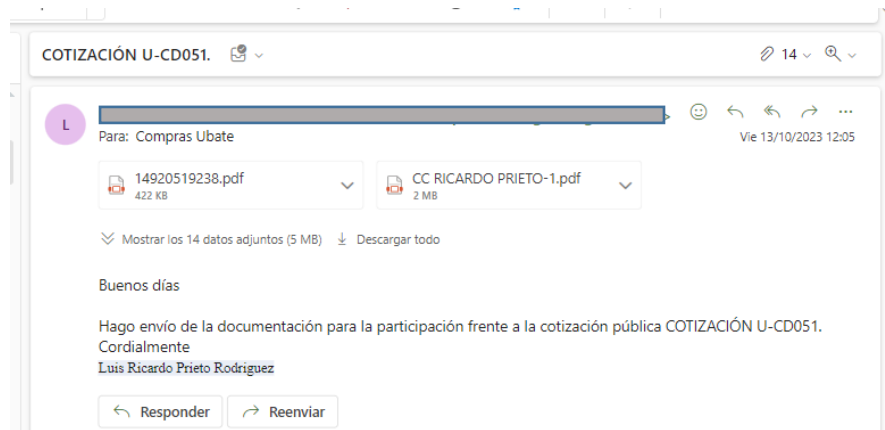 COTIZACIÓN U-CD051.
14
L
Para: Compras Ubate
Vie 13/10/2023 12:05
14920519238.pdf
422 KB
CC RICARDO PRIETO-1.pdf
2 MB
Mostrar los 14 datos adjuntos (5 MB) Descargar todo
Buenos días
Hago envío de la documentación para la participación frente a la cotización pública COTIZACIÓN U-CD051.
Cordialmente
Luis Ricardo Prieto Rodriguez
Responder Reenviar